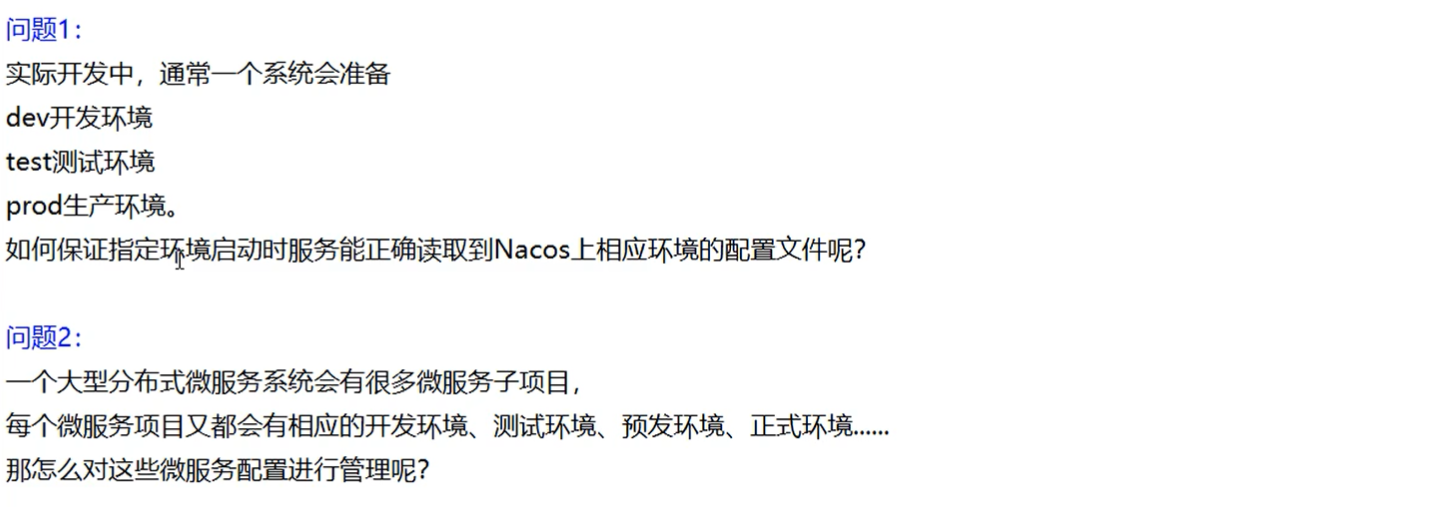 问题1：
实际开发中，通常一个系统会准备
dev开发环境
test测试环境
prod生产环境。
如何保证指定环境启动时服务能正确读取到Nacos上相应环境的配置文件呢？
问题2：
一个大型分布式微服务系统会有很多微服务子项目，
每个微服务项目又都会有相应的开发环境、测试环境、预发环境、正式环境......
那怎么对这些微服务配置进行管理呢？